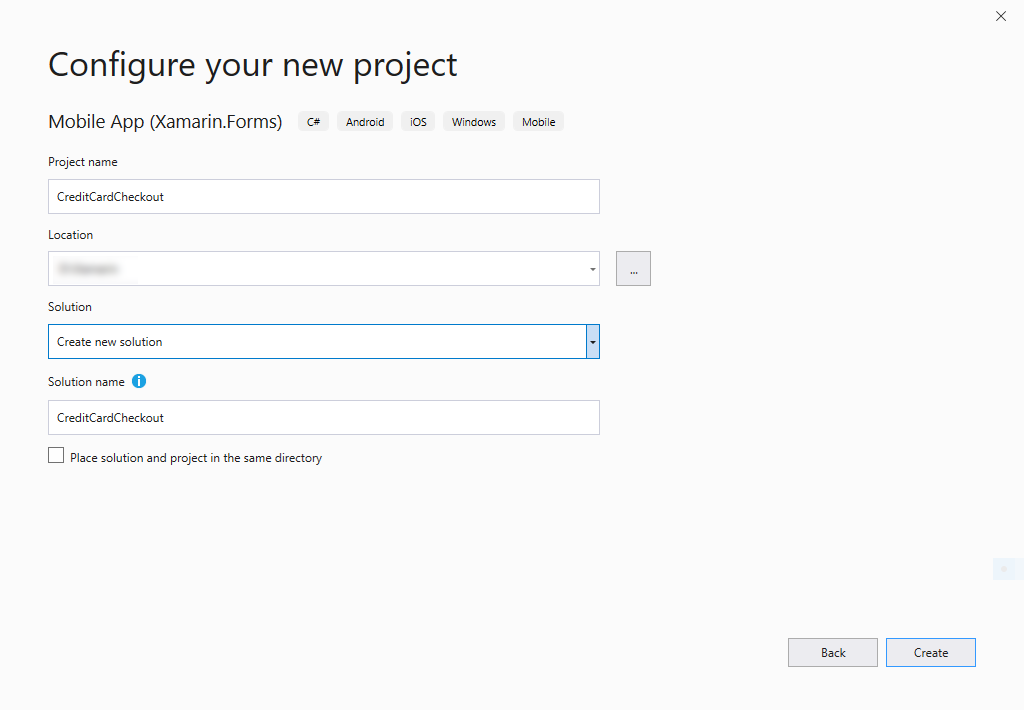 Configure your new project
Mobile App (Xamarin.Forms) C# Android iOS Windows Mobile
Project name
CreditCardCheckout
Location
...
Solution
Create new solution
Solution name
CreditCardCheckout
Place solution and project in the same directory
Back Create